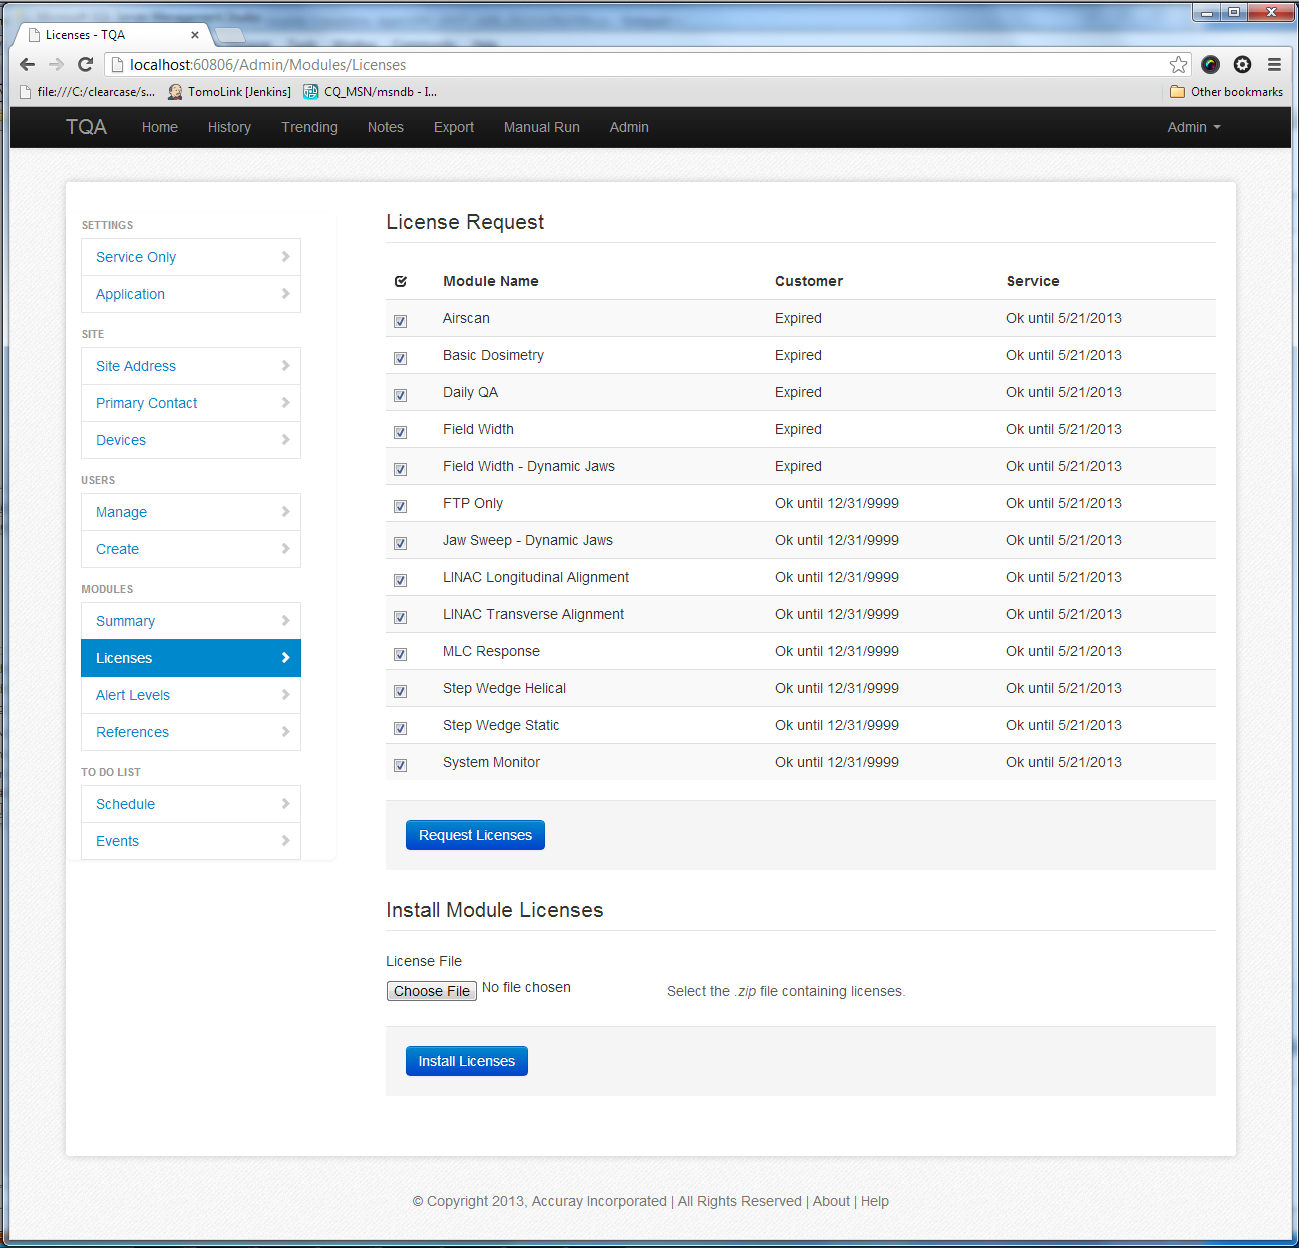 Licenses - TQA
localhost:60806/Admin/Modules/Licenses
file:///C:/clearcase/s... TomoLink [Jenkins] CQ_MSN/msndb - I... Other bookmarks
TQA Home History Trending Notes Export Manual Run Admin Admin
SETTINGS
Service Only
Application
SITE
Site Address
Primary Contact
Devices
USERS
Manage
Create
MODULES
Summary
Licenses
Alert Levels
References
TO DO LIST
Schedule
Events
License Request
Module Name Customer Service
Airscan Expired Ok until 5/21/2013
Basic Dosimetry Expired Ok until 5/21/2013
Daily QA Expired Ok until 5/21/2013
Field Width Expired Ok until 5/21/2013
Field Width - Dynamic Jaws Expired Ok until 5/21/2013
FTP Only Ok until 12/31/9999 Ok until 5/21/2013
Jaw Sweep - Dynamic Jaws Ok until 12/31/9999 Ok until 5/21/2013
LINAC Longitudinal Alignment Ok until 12/31/9999 Ok until 5/21/2013
LINAC Transverse Alignment Ok until 12/31/9999 Ok until 5/21/2013
MLC Response Ok until 12/31/9999 Ok until 5/21/2013
Step Wedge Helical Ok until 12/31/9999 Ok until 5/21/2013
Step Wedge Static Ok until 12/31/9999 Ok until 5/21/2013
System Monitor Ok until 12/31/9999 Ok until 5/21/2013
Request Licenses
Install Module Licenses
License File
Choose File No file chosen Select the .zip file containing licenses.
Install Licenses
© Copyright 2013, Accuray Incorporated | All Rights Reserved | About | Help